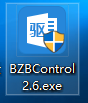 驱
BZBControl
2.6.exe